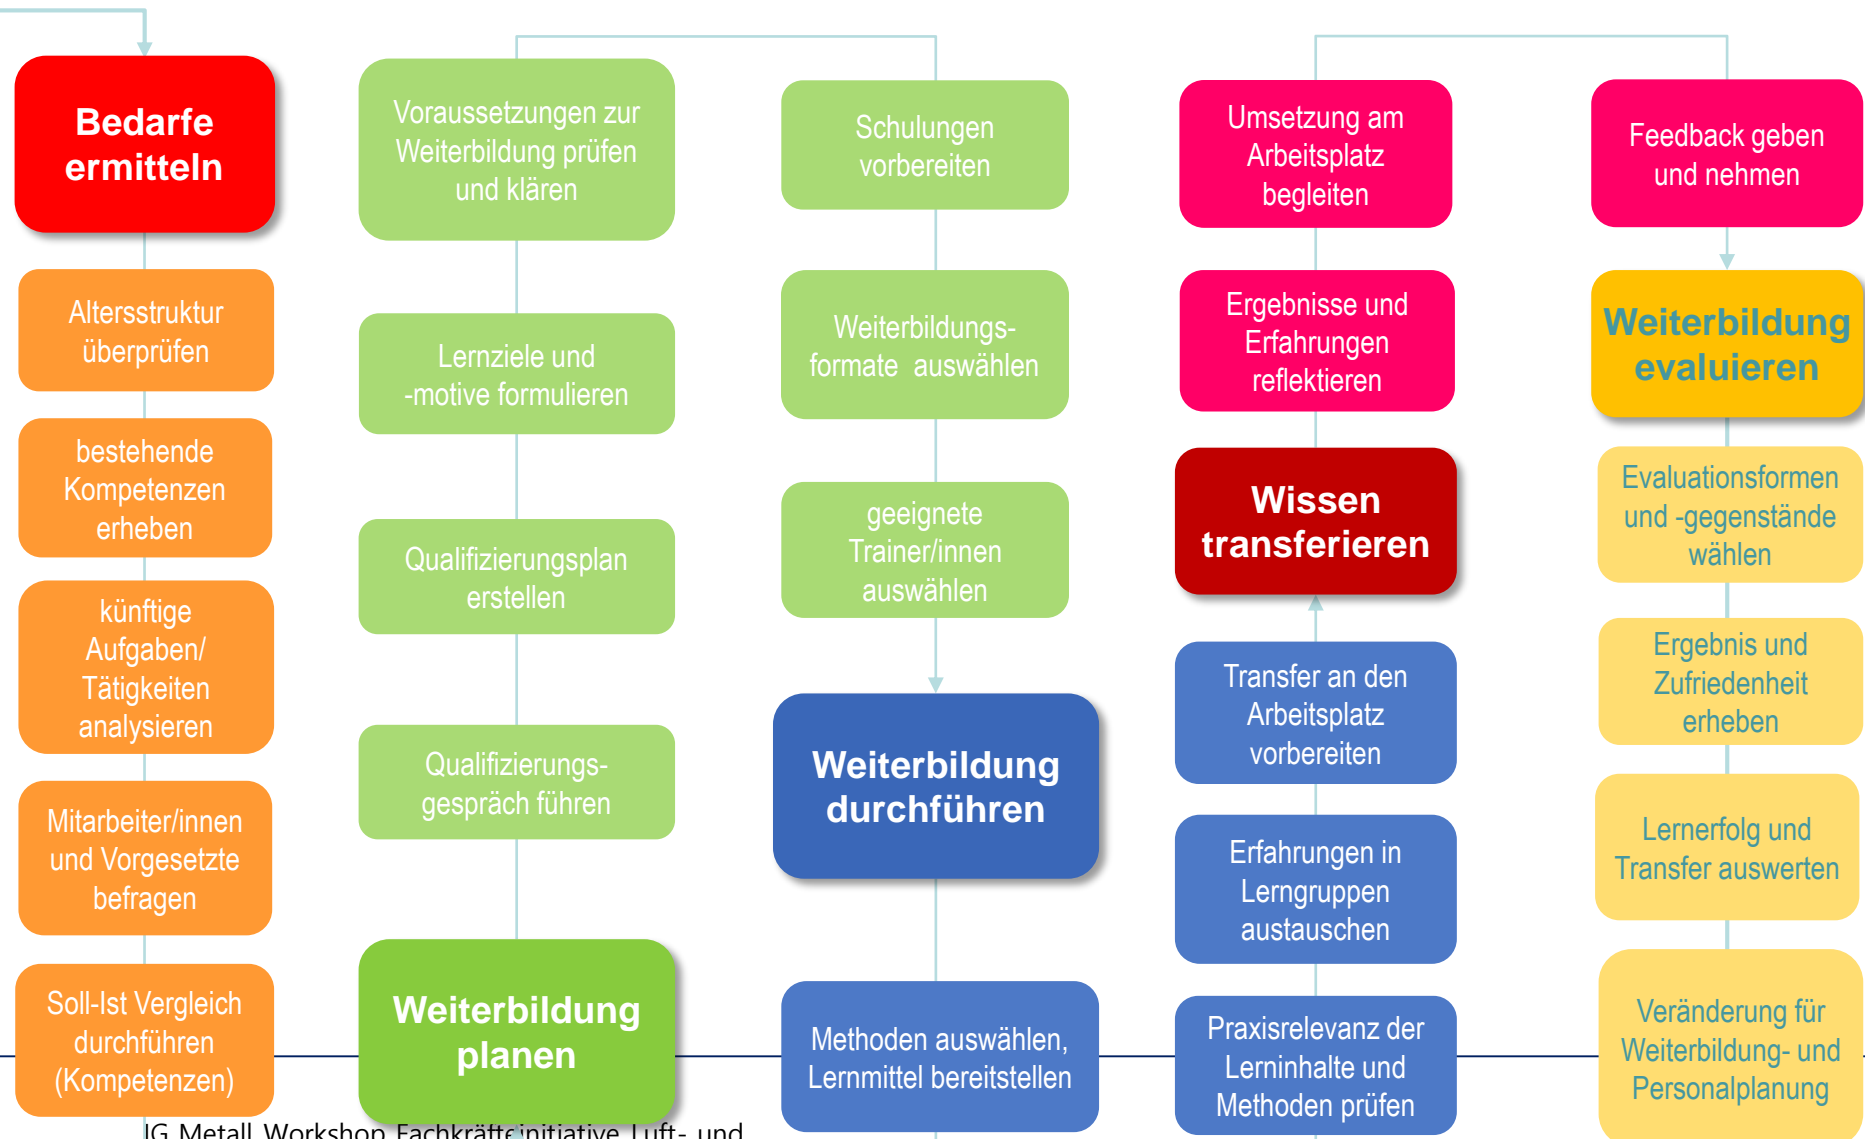 Bedarfe
ermitteln
Altersstruktur
überprüfen
bestehende
Kompetenzen
erheben
künftige
Aufgaben/
Tätigkeiten
analysieren
Mitarbeiter/innen
und Vorgesetzte
befragen
Soll-Ist Vergleich
durchführen
(Kompetenzen)
Voraussetzungen zur
Weiterbildung prüfen
und klären
Lernziele und
-motive formulieren
Qualifizierungsplan
erstellen
Qualifizierungs-
gespräch führen
Weiterbildung
planen
Schulungen
vorbereiten
Weiterbildungs-
formate auswählen
geeignete
Trainer/innen
auswählen
Weiterbildung
durchführen
Methoden auswählen,
Lernmittel bereitstellen
Umsetzung am
Arbeitsplatz
begleiten
Ergebnisse und
Erfahrungen
reflektieren
Wissen
transferieren
Transfer an den
Arbeitsplatz
vorbereiten
Erfahrungen in
Lerngruppen
austauschen
Praxisrelevanz der
Lerninhalte und
Methoden prüfen
Feedback geben
und nehmen
Weiterbildung
evaluieren
Evaluationsformen
und -gegenstände
wählen
Ergebnis und
Zufriedenheit
erheben
Lernerfolg und
Transfer auswerten
Veränderung für
Weiterbildung- und
Personalplanung
IG Metall Workshop Fachkräfteinitiative Luft- und